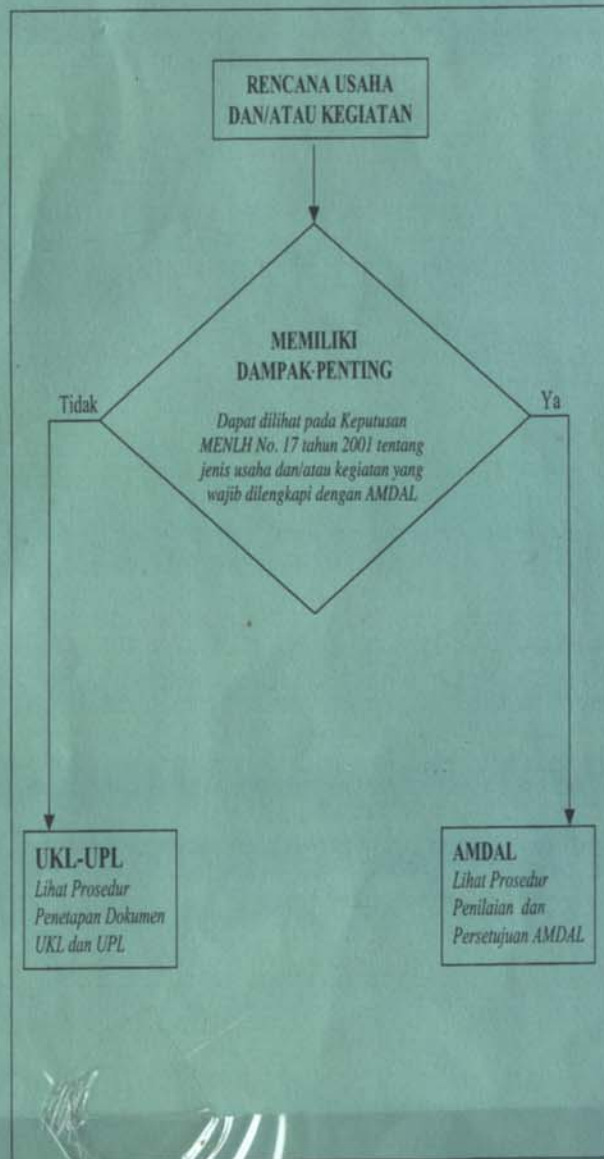 RENCANA USAHA
DAN/ATAU KEGIATAN
MEMILIKI
DAMPAK-PENTING
Dapat dilihat pada Keputusan
MENLH No. 17 tahun 2001 tentang
jenis usaha dan/atau kegiatan yang
wajib dilengkapi dengan AMDAL
Tidak
Ya
UKL-UPL
Lihat Prosedur
Penetapan Dokumen
UKL dan UPL
AMDAL
Lihat Prosedur
Penilaian dan
Persetujuan AMDAL